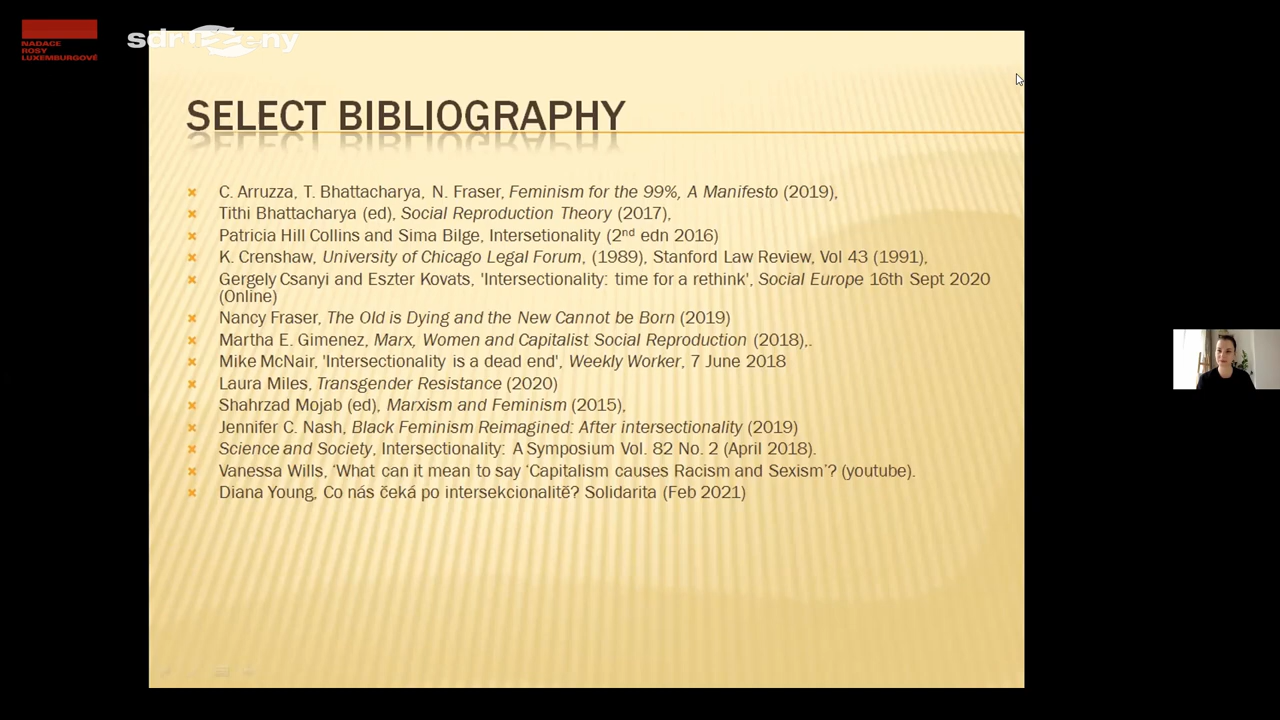 NADACE
ROSY
LUXEMBURGOVÉ
SELECT BIBLIOGRAPHY
C. Arruzza, T. Bhattacharya, N. Fraser, Feminism for the 99%, A Manifesto (2019),
Tithi Bhattacharya (ed), Social Reproduction Theory (2017),
Patricia Hill Collins and Sima Bilge, Intersetionality (2nd edn 2016)
K. Crenshaw, University of Chicago Legal Forum, (1989), Stanford Law Review, Vol 43 (1991),
Gergely Csanyi and Eszter Kovats, 'Intersectionality: time for a rethink', Social Europe 16th Sept 2020
(Online)
Nancy Fraser, The Old is Dying and the New Cannot be Born (2019)
Martha E. Gimenez, Marx, Women and Capitalist Social Reproduction (2018),.
Mike McNair, 'Intersectionality is a dead end', Weekly Worker, 7 June 2018
Laura Miles, Transgender Resistance (2020)
Shahrzad Mojab (ed), Marxism and Feminism (2015),
Jennifer C. Nash, Black Feminism Reimagined: After intersectionality (2019)
Science and Society, Intersectionality: A Symposium Vol. 82 No. 2 (April 2018).
Vanessa Wills, ‘What can it mean to say ‘Capitalism causes Racism and Sexism’? (youtube).
Diana Young, Co nás čeká po intersekcionalitě? Solidarita (Feb 2021)